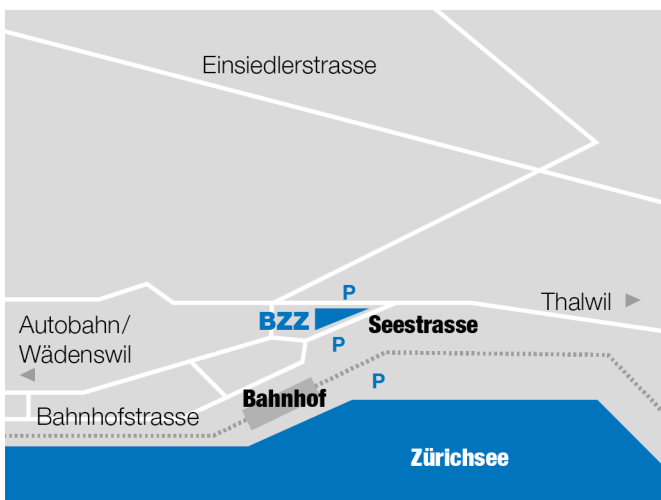 Einsiedlerstrasse
P
Thalwil
Autobahn/
Wädenswil
BZZ
Seestrasse
P
P
Bahnhof
Bahnhofstrasse
Zürichsee